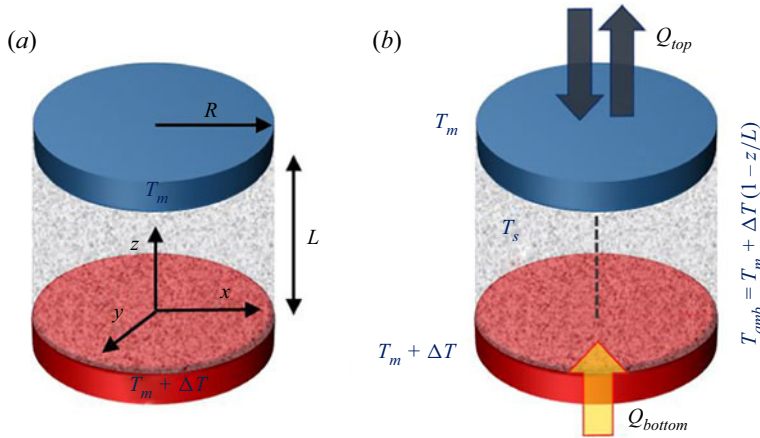 (a)
R
T_m
L
z
x
y
T_m + ΔT
(b)
Q_top
T_m
T_s
T_m + ΔT
Q_bottom
T_amb = T_m + ΔT (1 − z/L)